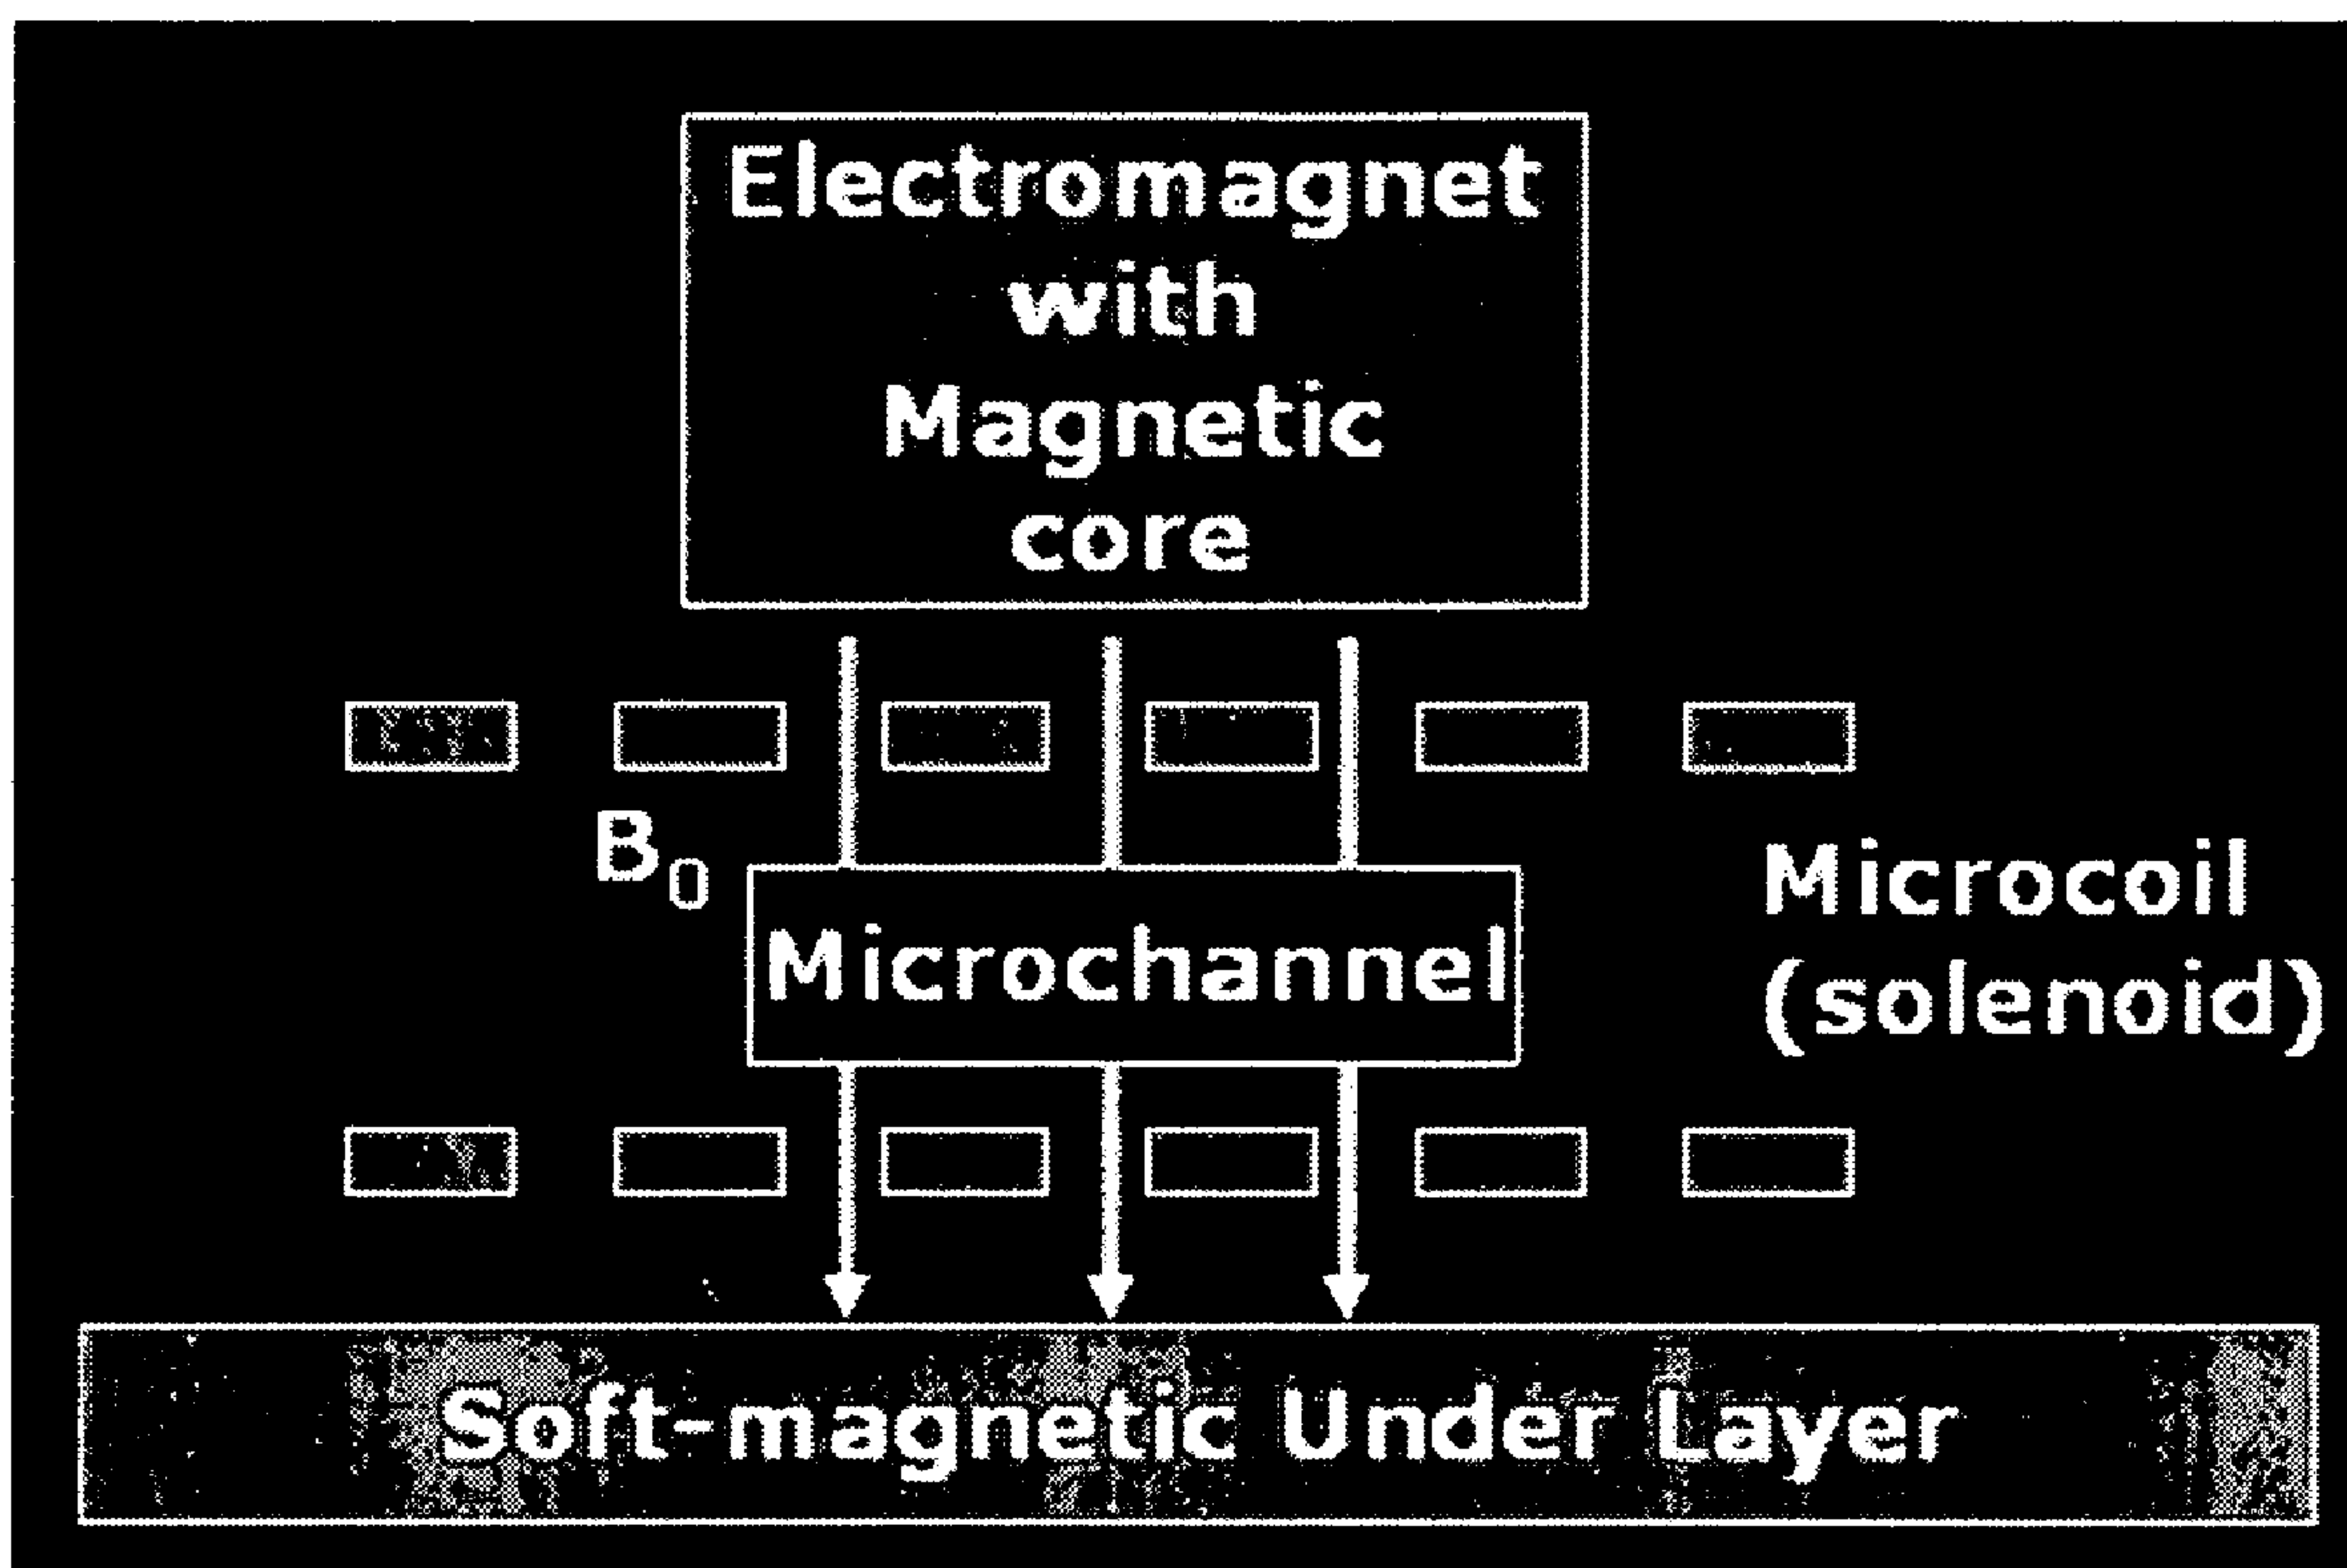 Electromagnet
with
Magnetic
core
B₀
Microchannel
Microcoil
(solenoid)
Soft-magnetic Under Layer